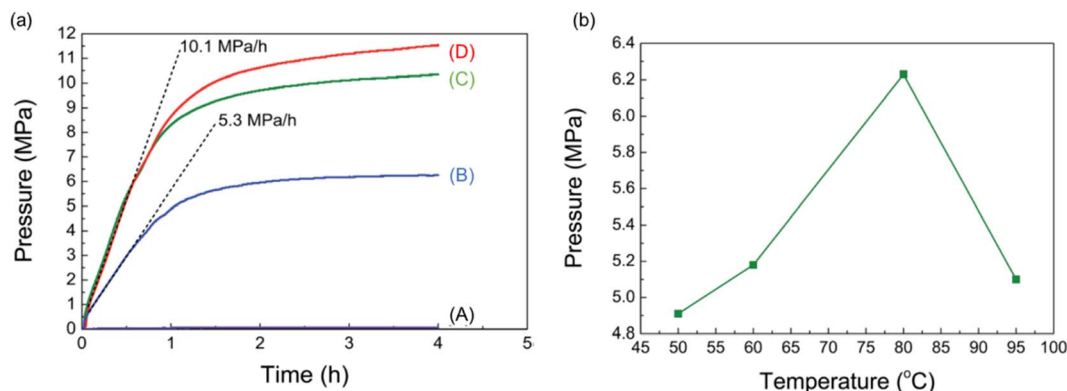 (a)
12
11
10
9
8
7
6
5
4
3
2
1
0
Pressure (MPa)
10.1 MPa/h
5.3 MPa/h
(D)
(C)
(B)
(A)
0 1 2 3 4 5
Time (h)
(b)
6.4
6.2
6.0
5.8
5.6
5.4
5.2
5.0
4.8
Pressure (MPa)
45 50 55 60 65 70 75 80 85 90 95 100
Temperature (°C)